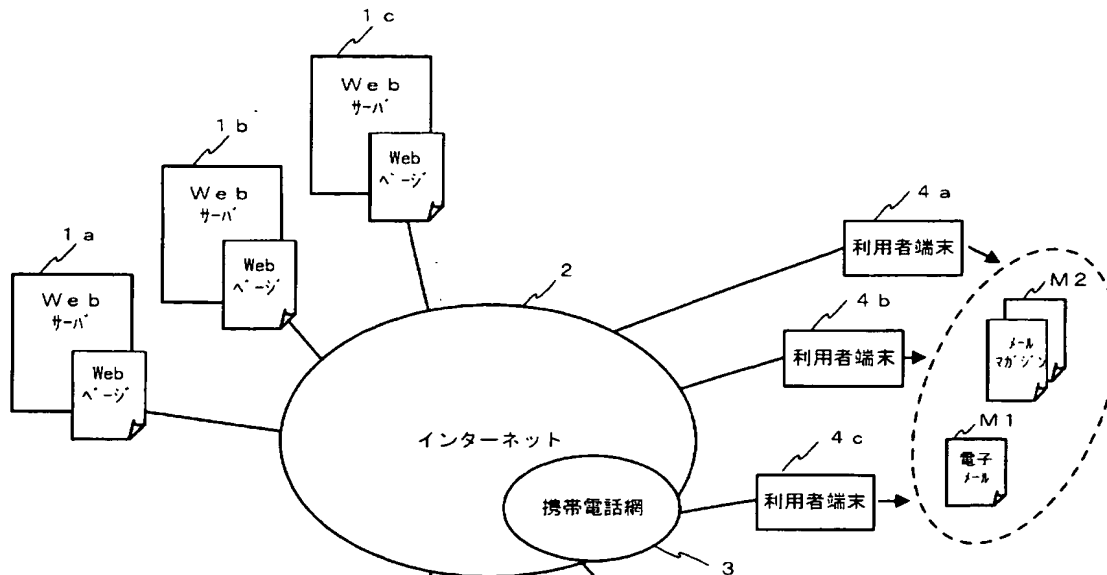 1c
Web
サーバ
Web
ページ
1b
Web
サーバ
Web
ページ
1a
Web
サーバ
Web
ページ
2
インターネット
携帯電話網
3
4a
利用者端末
4b
利用者端末
4c
利用者端末
M2
メール
マガジン
M1
電子
メール